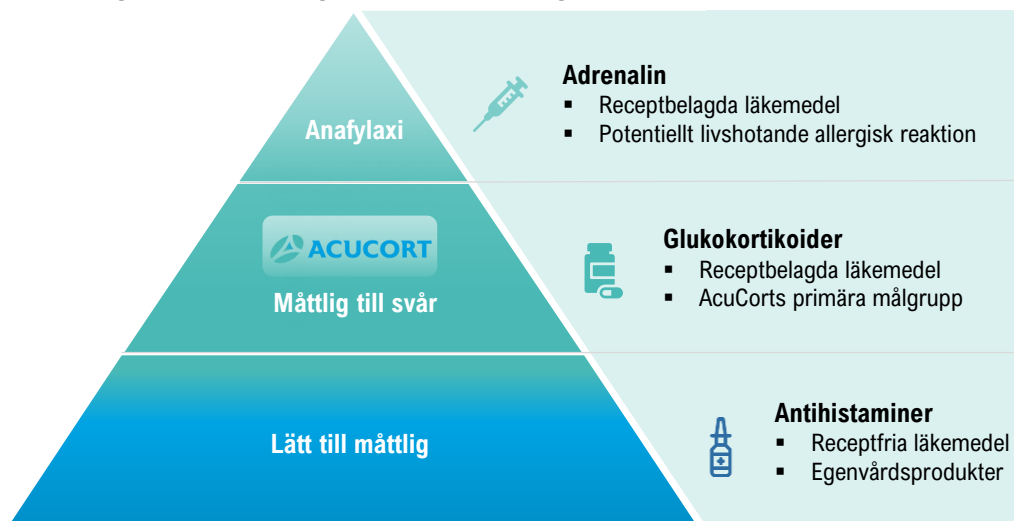 Adrenalin
▪ Receptbelagda läkemedel
▪ Potentiellt livshotande allergisk reaktion
Anafylaxi
ACUCORT
Måttlig till svår
Glukokortikoider
▪ Receptbelagda läkemedel
▪ AcuCorts primära målgrupp
Lätt till måttlig
Antihistaminer
▪ Receptfria läkemedel
▪ Egenvårdsprodukter